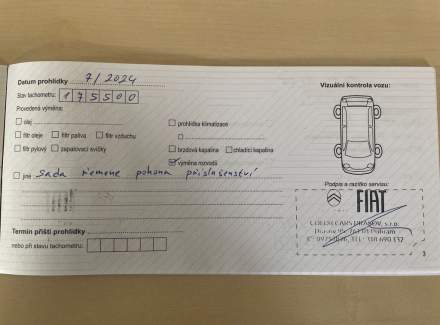 Datum prohlídky 7/2024
Stav tachometru: 175500
Provedená výměna:
olej
filtr oleje filtr paliva filtr vzduchu
filtr pylový zapalovací svíčky
prohlídka klimatizace
brzdová kapalina chladící kapalina
výměna rozvodů
jiné Sada řemene pohonu příslušenství
Termín příští prohlídky
nebo při stavu tachometru:
Vizuální kontrola vozu:
Podpis a razítko servisu:
FIAT
3